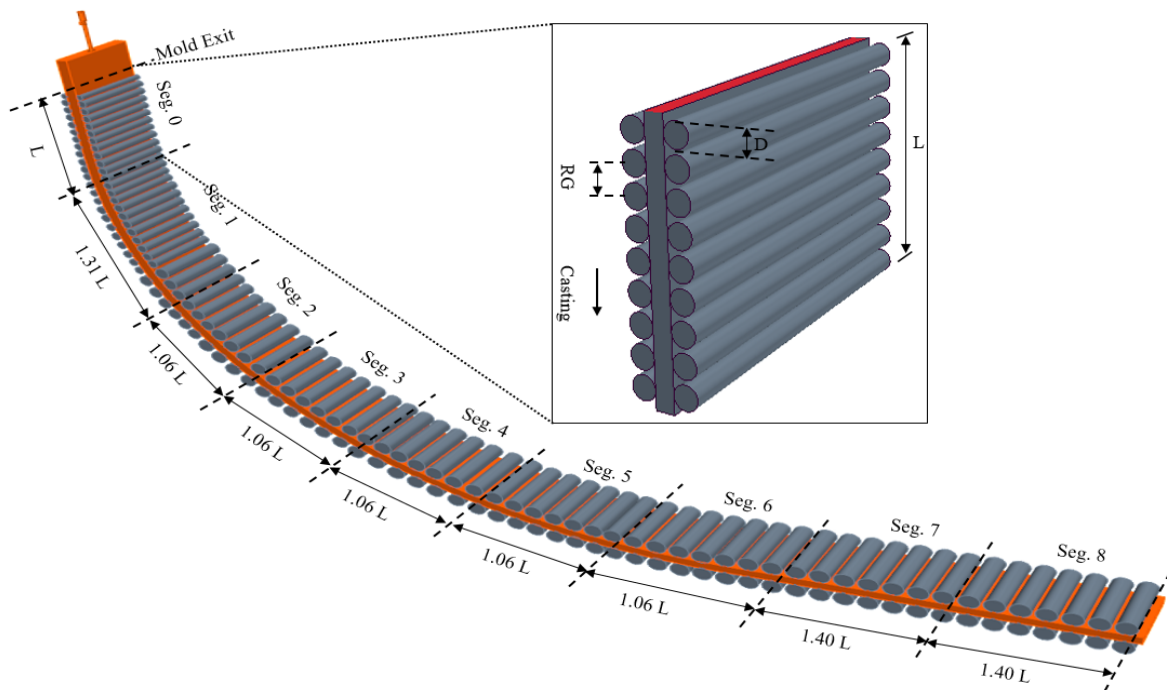 Mold Exit
Seg. 0
L
Seg. 1
1.31 L
Seg. 2
1.06 L
Seg. 3
1.06 L
Seg. 4
1.06 L
Seg. 5
1.06 L
Seg. 6
1.06 L
Seg. 7
1.40 L
Seg. 8
1.40 L
D
L
RG
Casting